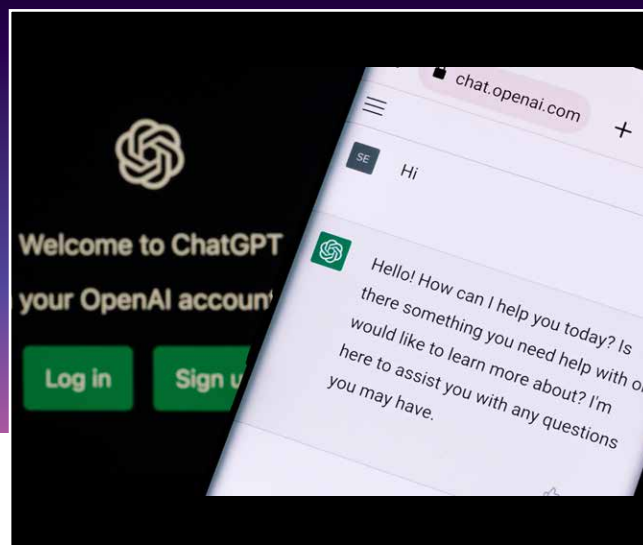 Welcome to ChatGPT
your OpenAI account
Log in
Sign u
chat.openai.com
SE
Hi
Hello! How can I help you today? Is
there something you need help with or
would like to learn more about? I'm
here to assist you with any questions
you may have.